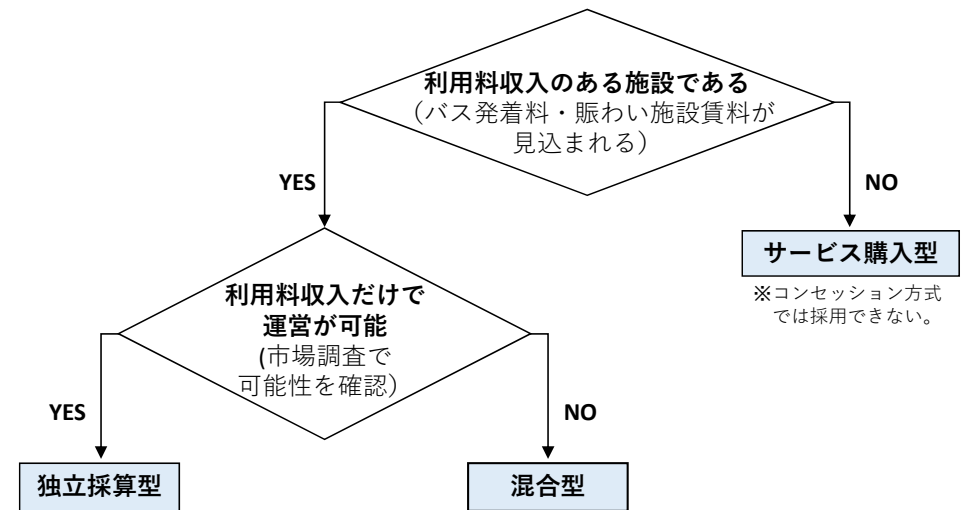 利用料収入のある施設である
（バス発着料・賑わい施設賃料が
見込まれる）
YES
NO
サービス購入型
※コンセッション方式
では採用できない。
利用料収入だけで
運営が可能
(市場調査で
可能性を確認）
YES
NO
独立採算型
混合型